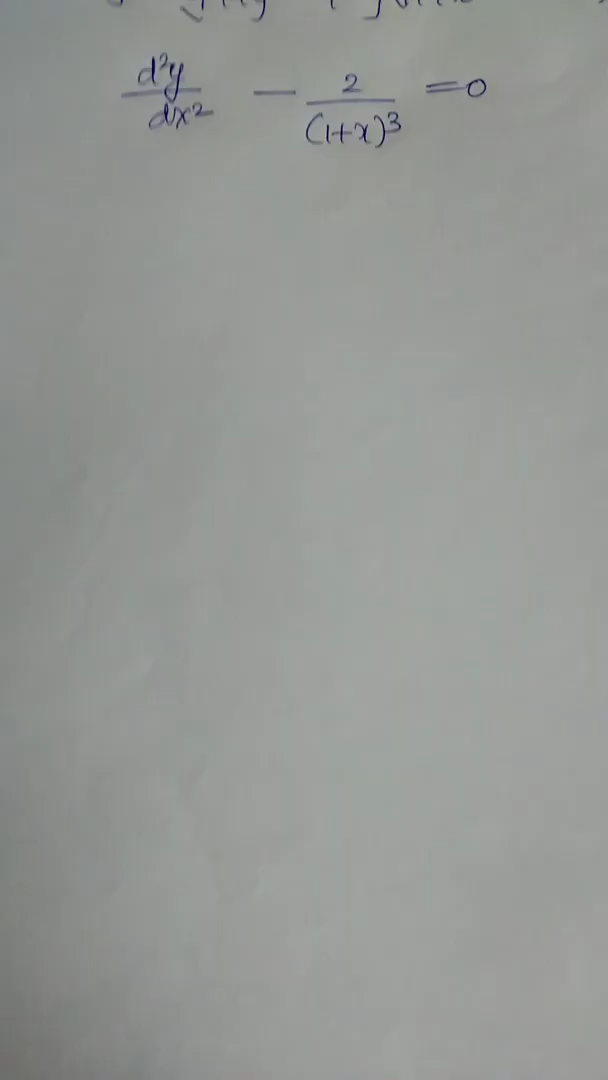 d²y/dx² - 2/(1+x)³ = 0